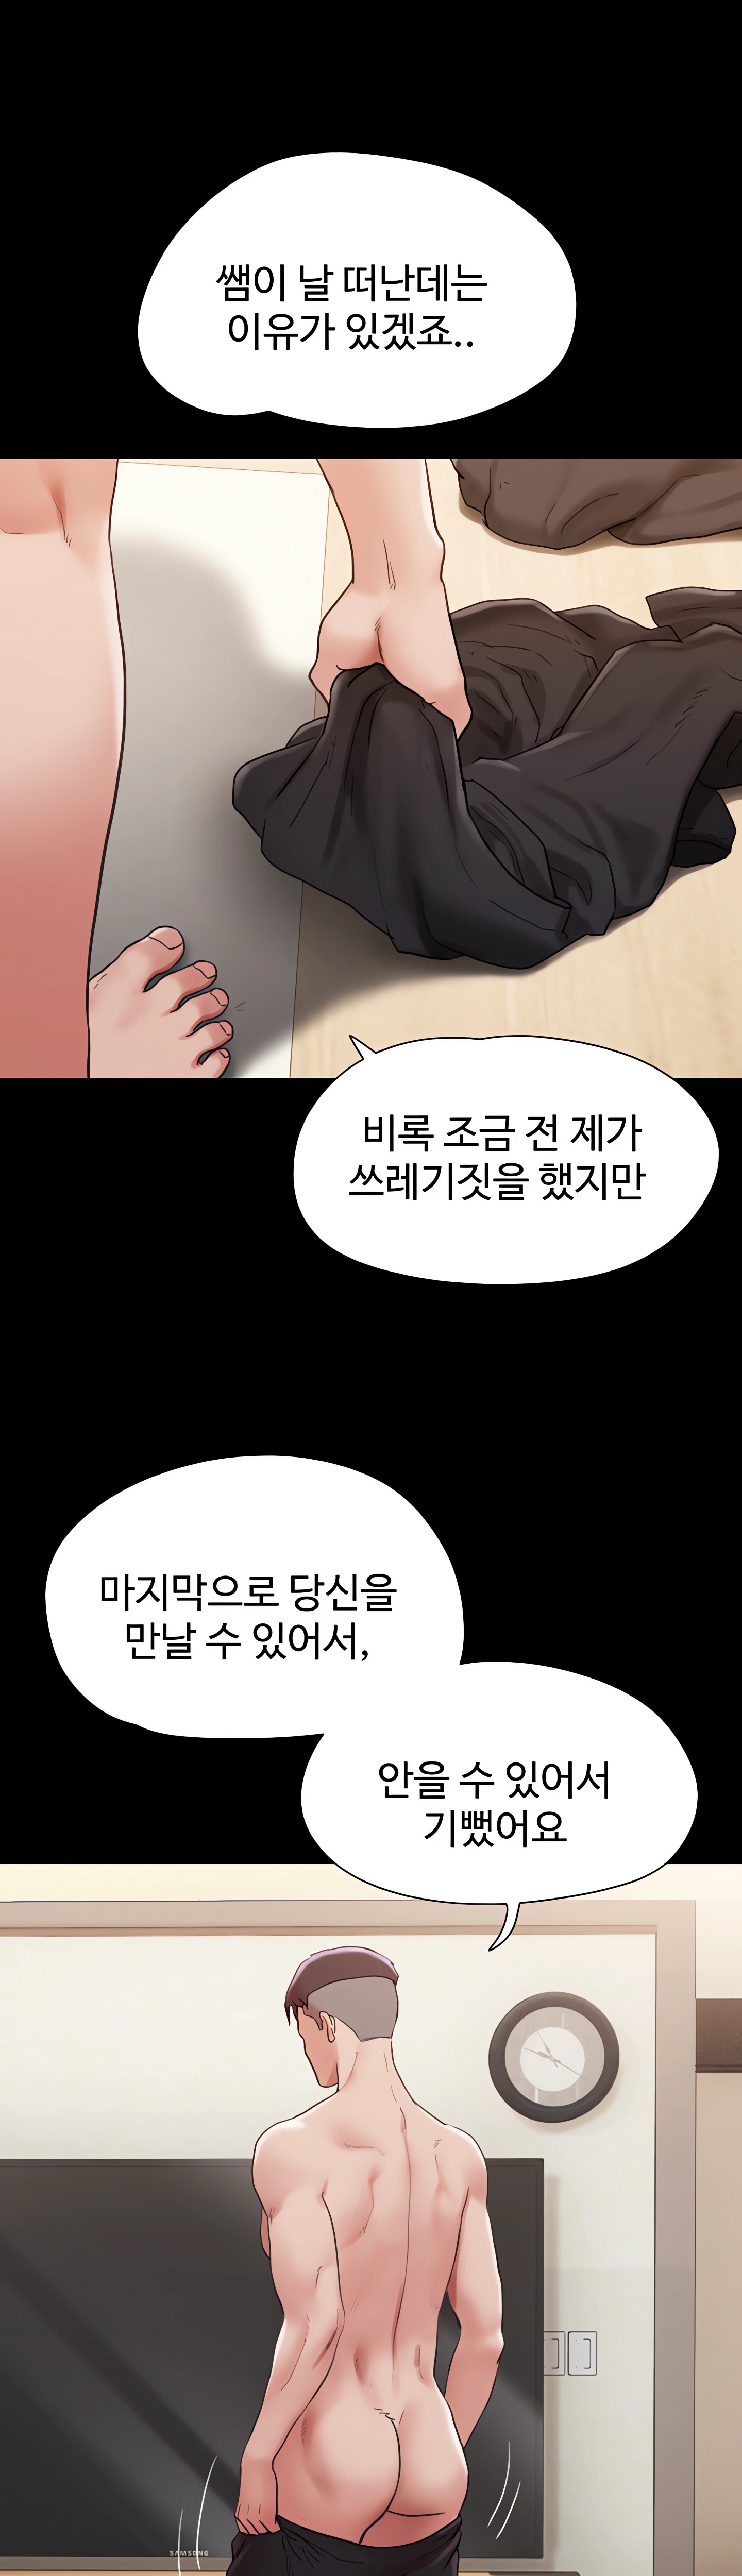 쌤이 날 떠난데는
이유가 있겠죠..
비록 조금 전 제가
쓰레기짓을 했지만
마지막으로 당신을
만날 수 있어서,
안을 수 있어서
기뻤어요
SAMSONG